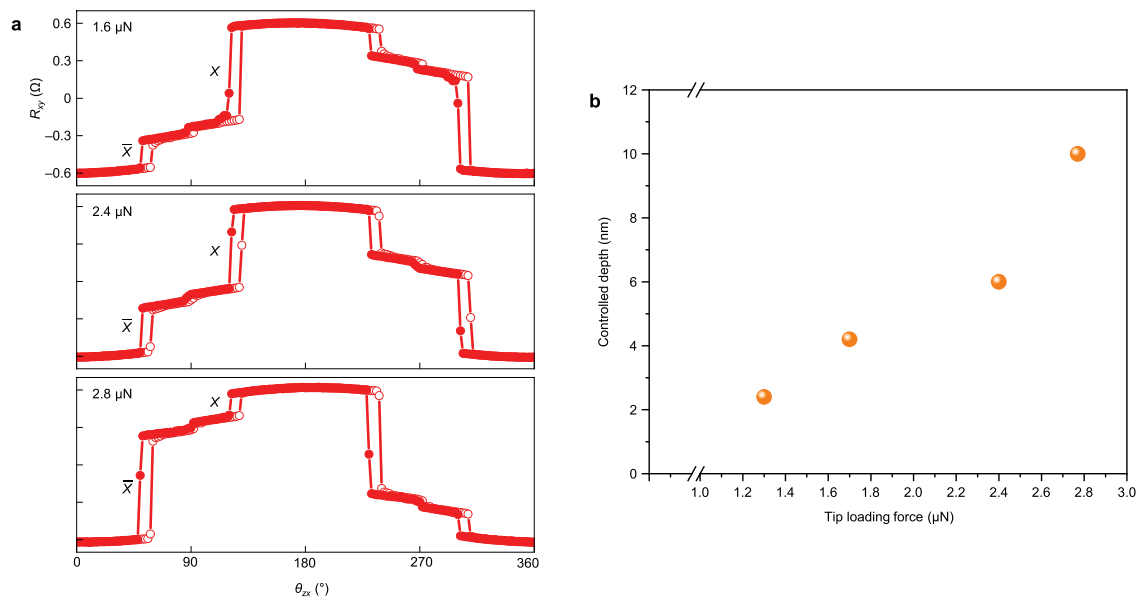 a
1.6 μN
0.6
0.3
0
–0.3
–0.6
R_xy (Ω)
X
X̅
2.4 μN
X
X̅
2.8 μN
X
X̅
0
90
180
270
360
θ_zx (°)
b
12
10
8
6
4
2
0
Controlled depth (nm)
1.0
1.2
1.4
1.6
1.8
2.0
2.2
2.4
2.6
2.8
3.0
Tip loading force (μN)